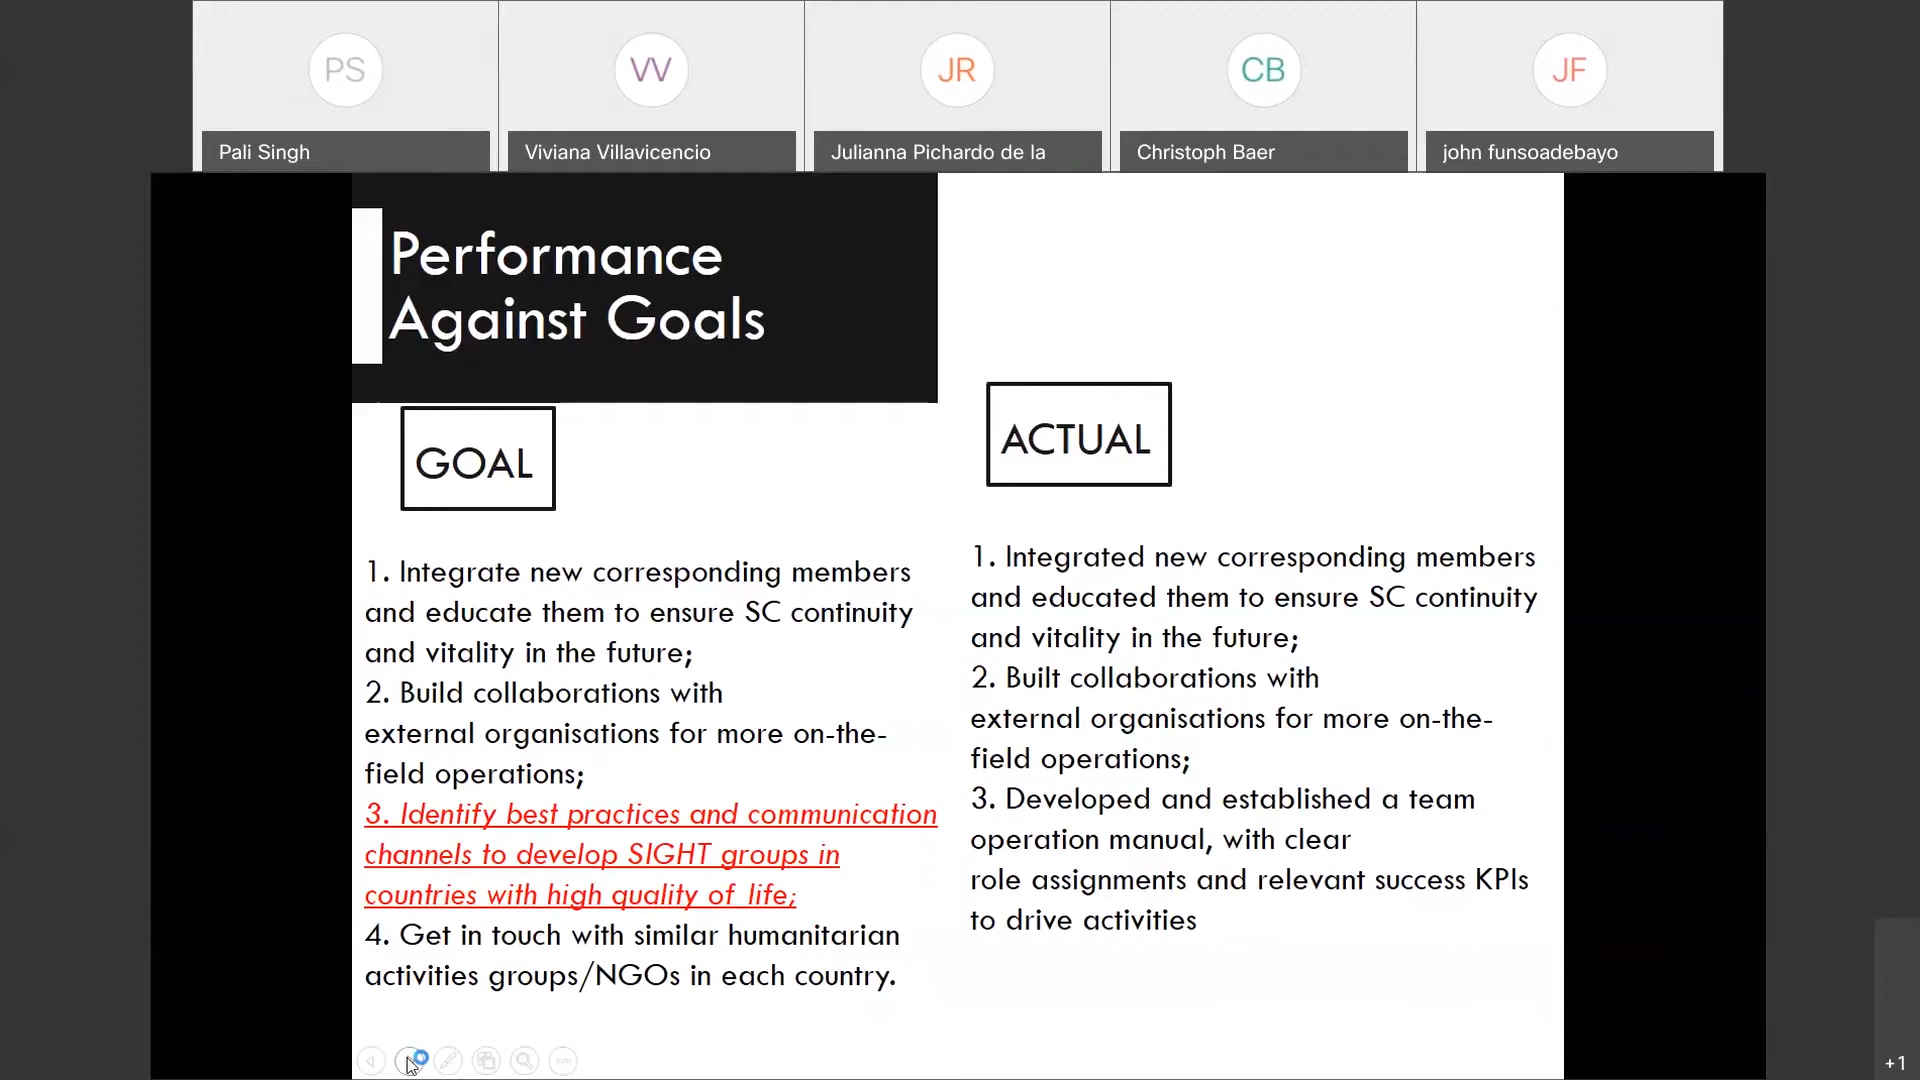 PS
VV
JR
CB
JF
Pali Singh
Viviana Villavicencio
Julianna Pichardo de la
Christoph Baer
john funsoadebayo
Performance
Against Goals
GOAL
1. Integrate new corresponding members
and educate them to ensure SC continuity
and vitality in the future;
2. Build collaborations with
external organisations for more on-the-
field operations;
3. Identify best practices and communication
channels to develop SIGHT groups in
countries with high quality of life;
4. Get in touch with similar humanitarian
activities groups/NGOs in each country.
ACTUAL
1. Integrated new corresponding members
and educated them to ensure SC continuity
and vitality in the future;
2. Built collaborations with
external organisations for more on-the-
field operations;
3. Developed and established a team
operation manual, with clear
role assignments and relevant success KPIs
to drive activities
+1